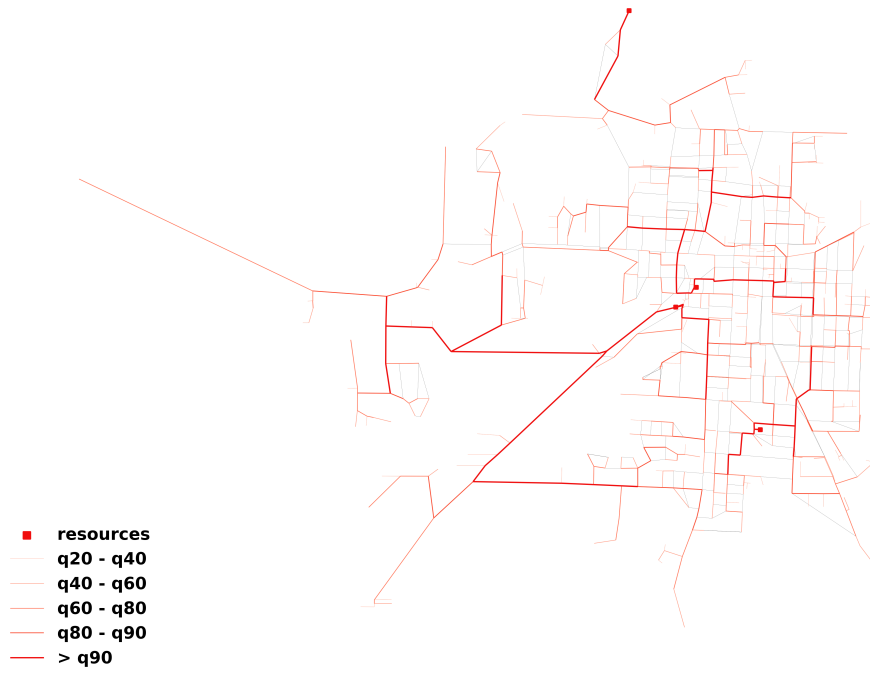 resources
q20 - q40
q40 - q60
q60 - q80
q80 - q90
> q90